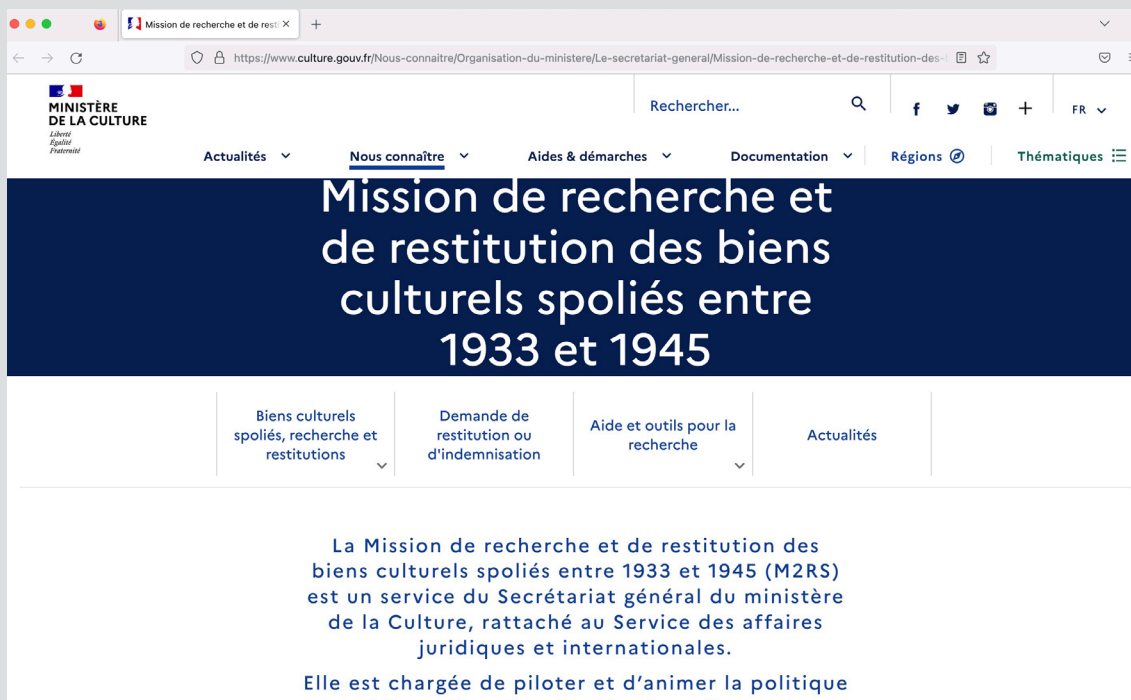 Mission de recherche et de resti
https://www.culture.gouv.fr/Nous-connaitre/Organisation-du-ministere/Le-secretariat-general/Mission-de-recherche-et-de-restitution-des-
MINISTÈRE
DE LA CULTURE
Liberté
Égalité
Fraternité
Rechercher...
FR
Actualités
Nous connaître
Aides & démarches
Documentation
Régions
Thématiques
Mission de recherche et
de restitution des biens
culturels spoliés entre
1933 et 1945
Biens culturels
spoliés, recherche et
restitutions
Demande de
restitution ou
d'indemnisation
Aide et outils pour la
recherche
Actualités
La Mission de recherche et de restitution des
biens culturels spoliés entre 1933 et 1945 (M2RS)
est un service du Secrétariat général du ministère
de la Culture, rattaché au Service des affaires
juridiques et internationales.
Elle est chargée de piloter et d’animer la politique